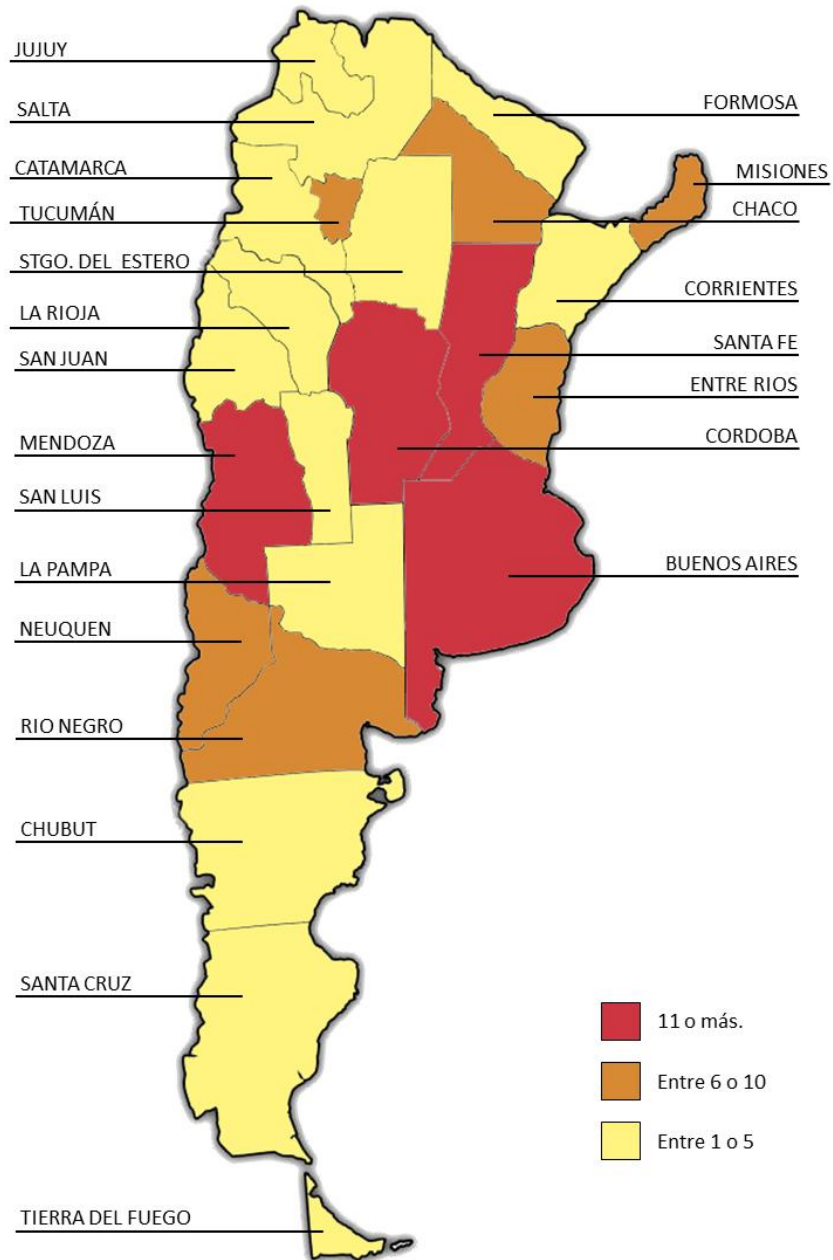 JUJUY
SALTA
CATAMARCA
TUCUMÁN
STGO. DEL ESTERO
LA RIOJA
SAN JUAN
MENDOZA
SAN LUIS
LA PAMPA
NEUQUEN
RIO NEGRO
CHUBUT
SANTA CRUZ
TIERRA DEL FUEGO
FORMOSA
MISIONES
CHACO
CORRIENTES
SANTA FE
ENTRE RIOS
CORDOBA
BUENOS AIRES
11 o más.
Entre 6 o 10
Entre 1 o 5